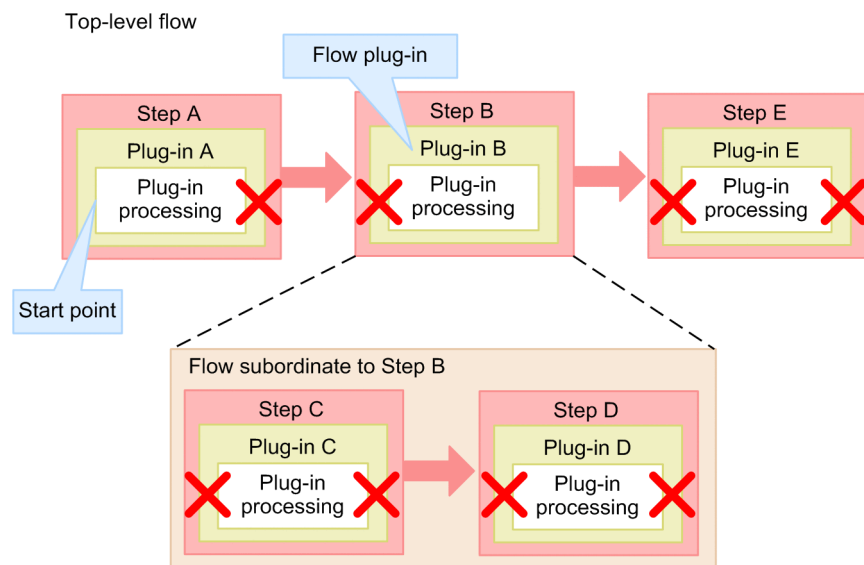 Top-level flow
Flow plug-in
Step A
Plug-in A
Plug-in
processing
Step B
Plug-in B
Plug-in
processing
Step E
Plug-in E
Plug-in
processing
Start point
Flow subordinate to Step B
Step C
Plug-in C
Plug-in
processing
Step D
Plug-in D
Plug-in
processing